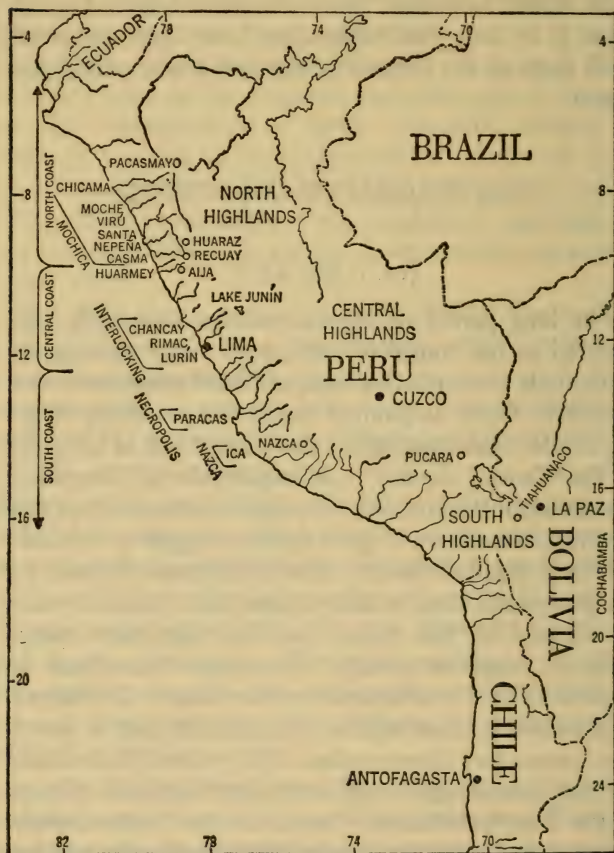 78 74 70
4 4
ECUADOR
BRAZIL
PACASMAYO
8 8
CHICAMA
NORTH
HIGHLANDS
NORTH COAST
MOCHE
VIRÚ
SANTA
NEPEÑA
CASMA
HUARMEY
MOCHICA
HUARAZ
RECUAY
AIJA
LAKE JUNÍN
CENTRAL
HIGHLANDS
CENTRAL COAST
INTERLOCKING
CHANCAY
RIMAC,
LURÍN
LIMA
12 12
PERU
CUZCO
SOUTH COAST
NECROPOLIS
PARACAS
NAZCA
ICA
NAZCA
PUCARA
TIAHUANACO
LA PAZ
16 16
SOUTH
HIGHLANDS
BOLIVIA
COCHABAMBA
20 20
CHILE
ANTOFAGASTA
24
82 78 74 70